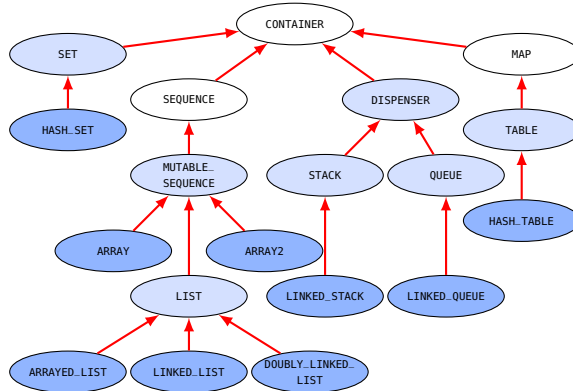 CONTAINER
SET
MAP
SEQUENCE
DISPENSER
HASH_SET
TABLE
MUTABLE_
SEQUENCE
STACK
QUEUE
HASH_TABLE
ARRAY
ARRAY2
LIST
LINKED_STACK
LINKED_QUEUE
ARRAYED_LIST
LINKED_LIST
DOUBLY_LINKED_
LIST